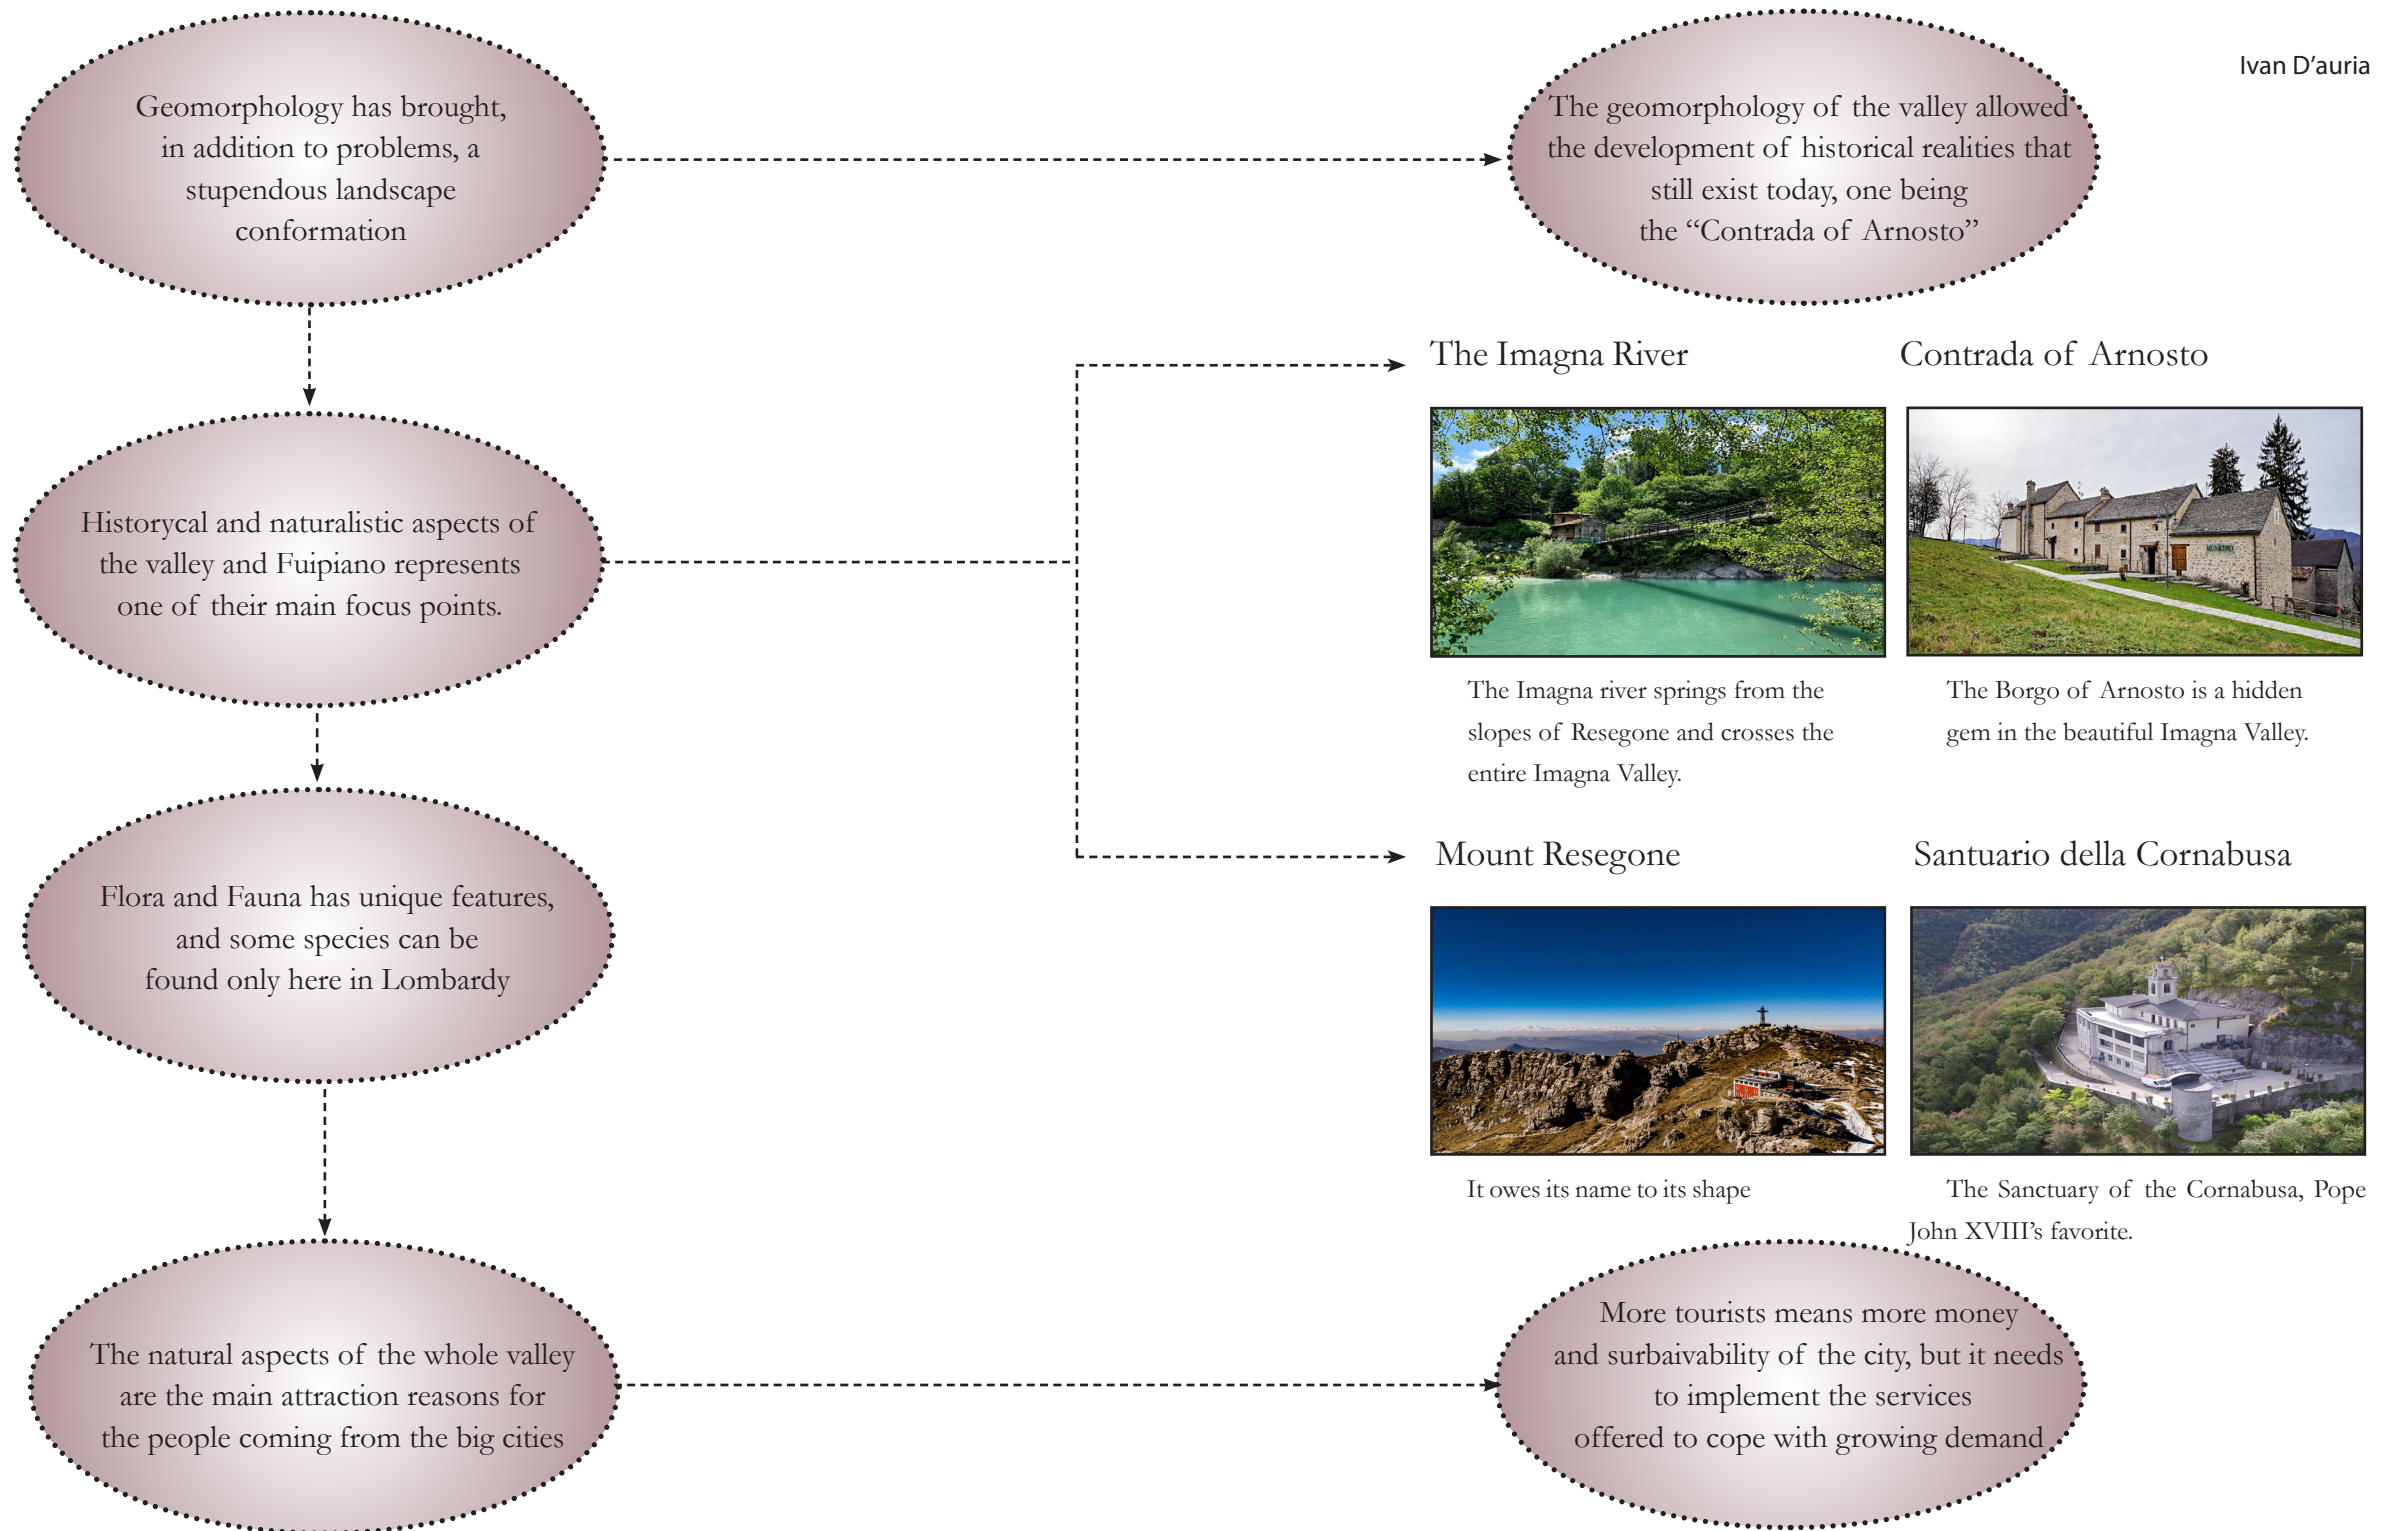 Ivan D’auria
Geomorphology has brought,
in addition to problems, a
stupendous landscape
conformation
The geomorphology of the valley allowed
the development of historical realities that
still exist today, one being
the “Contrada of Arnosto”
Historycal and naturalistic aspects of
the valley and Fuipiano represents
one of their main focus points.
The Imagna River
Contrada of Arnosto
MUNICIPIO
The Imagna river springs from the
slopes of Resegone and crosses the
entire Imagna Valley.
The Borgo of Arnosto is a hidden
gem in the beautiful Imagna Valley.
Flora and Fauna has unique features,
and some species can be
found only here in Lombardy
Mount Resegone
Santuario della Cornabusa
It owes its name to its shape
The Sanctuary of the Cornabusa, Pope
John XVIII’s favorite.
The natural aspects of the whole valley
are the main attraction reasons for
the people coming from the big cities
More tourists means more money
and surbaivability of the city, but it needs
to implement the services
offered to cope with growing demand